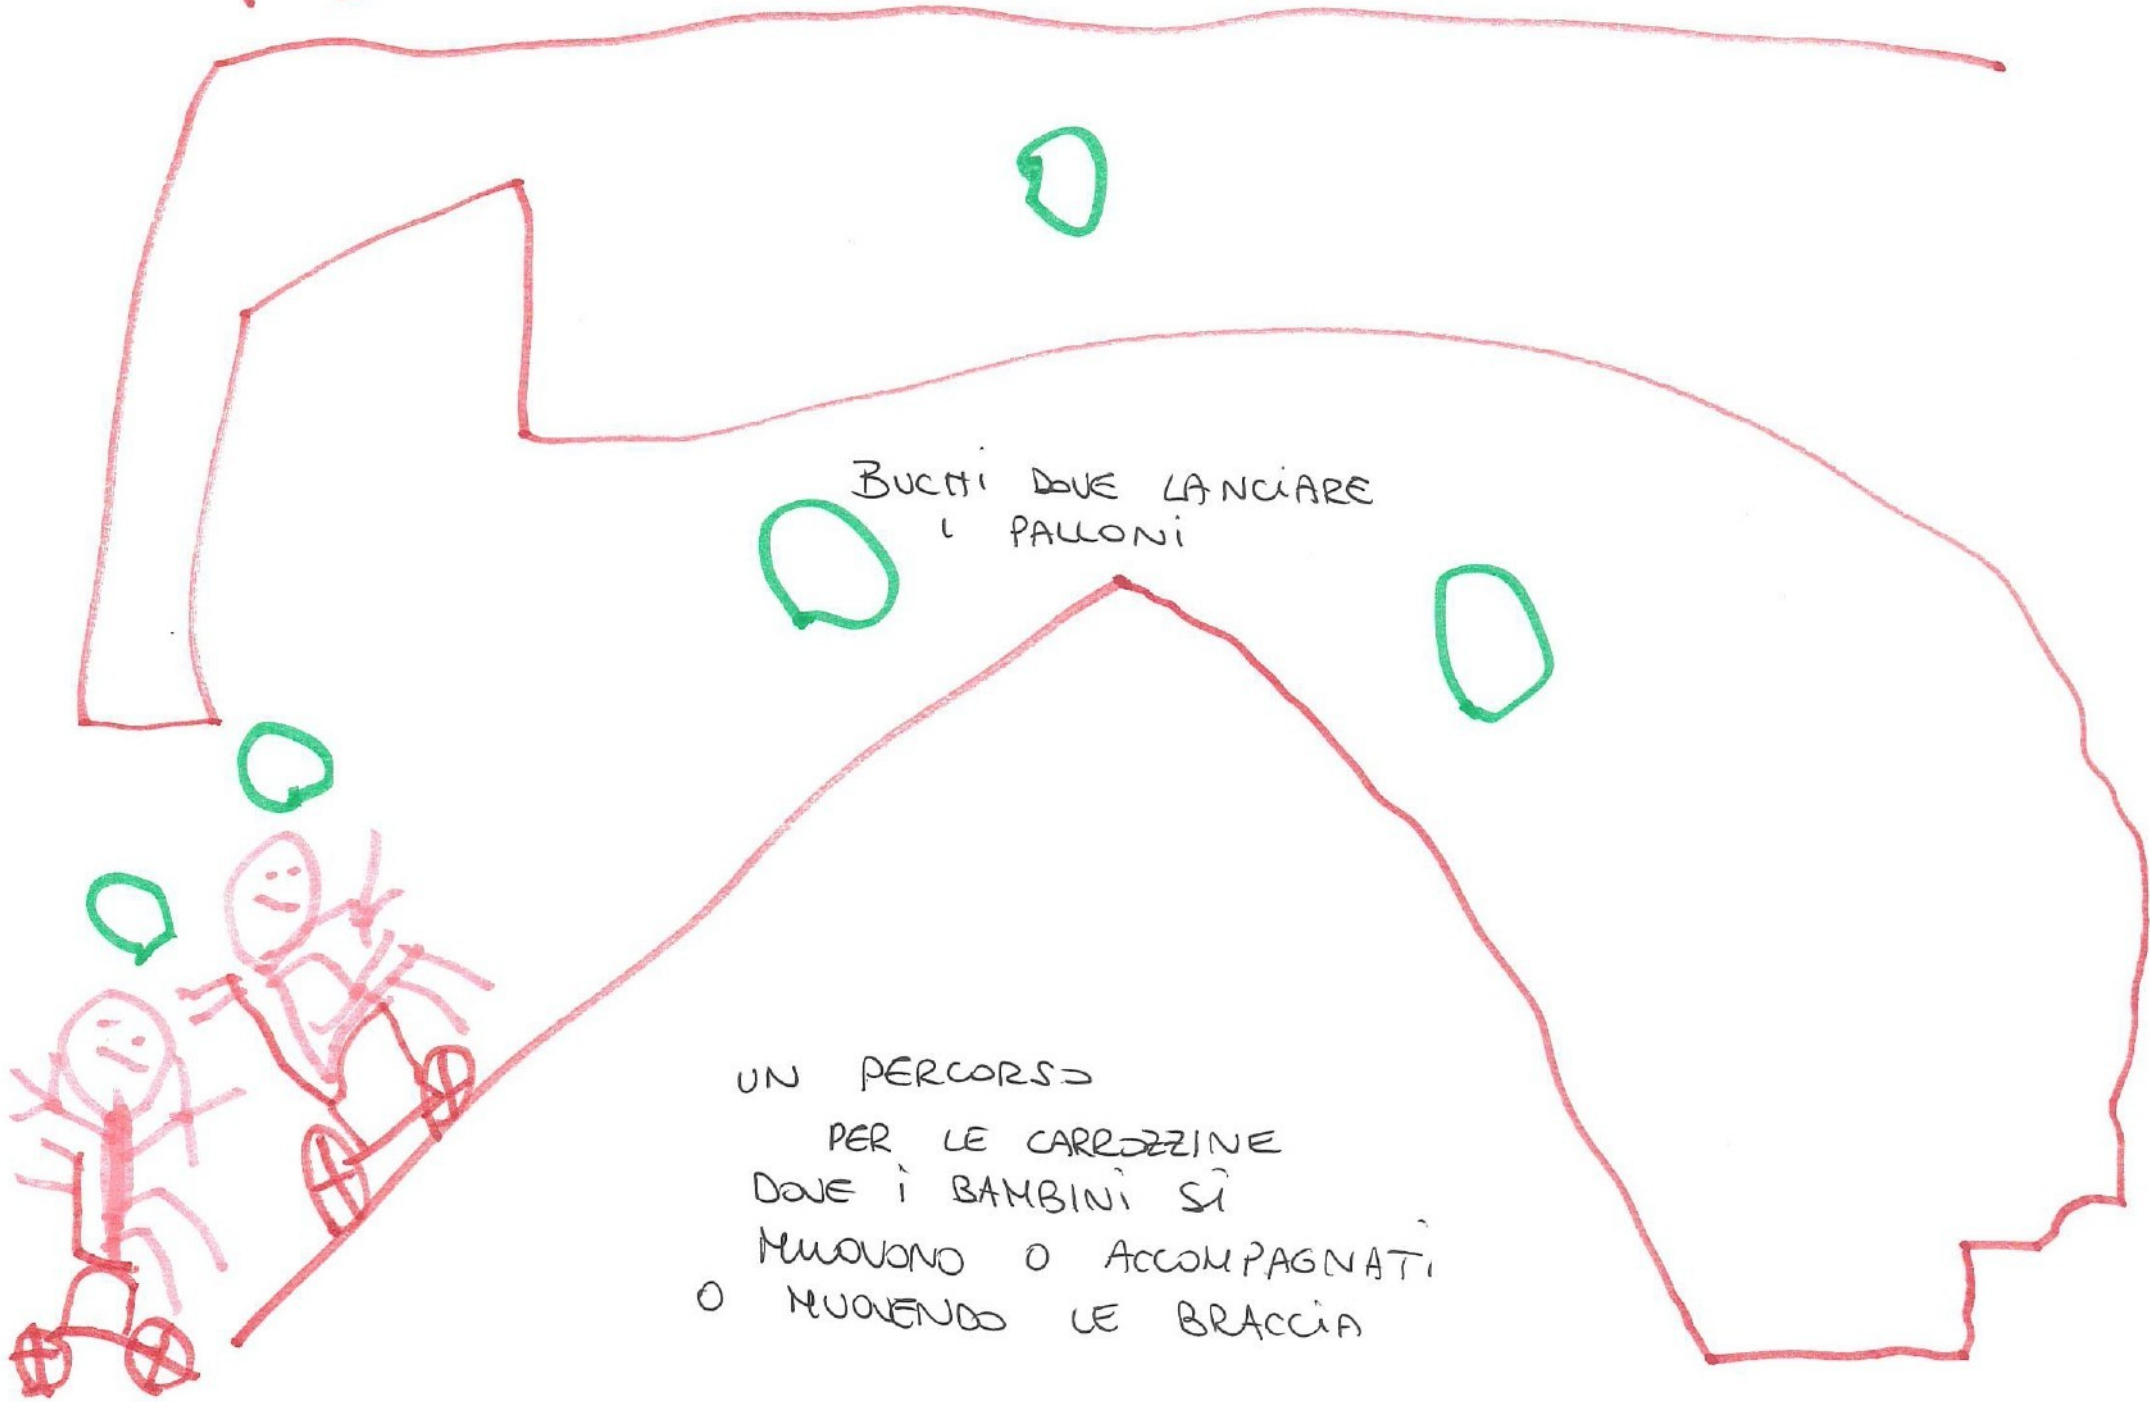 BUCHI DOVE LANCIARE
I PALLONI
UN PERCORSO
PER LE CARROZZINE
DOVE I BAMBINI SI
MUOVONO O ACCOMPAGNATI
O MUOVENDO LE BRACCIA